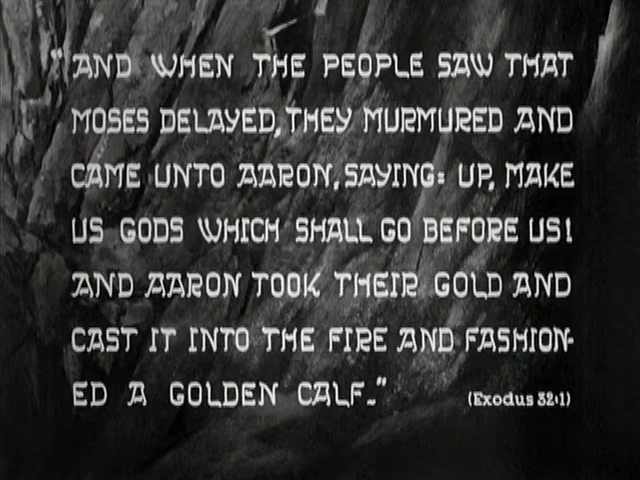 "AND WHEN THE PEOPLE SAW THAT
MOSES DELAYED, THEY MURMURED AND
CAME UNTO AARON, SAYING: UP, MAKE
US GODS WHICH SHALL GO BEFORE US!
AND AARON TOOK THEIR GOLD AND
CAST IT INTO THE FIRE AND FASHION-
ED A GOLDEN CALF."
(Exodus 32:1)